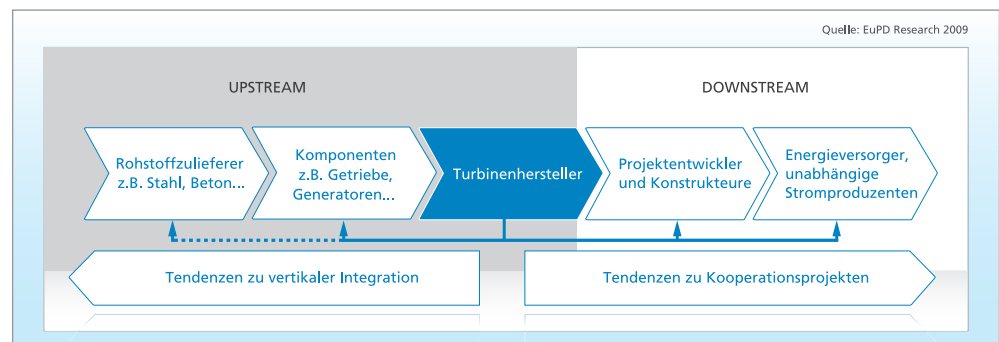 Quelle: EuPD Research 2009
UPSTREAM
DOWNSTREAM
Rohstoffzulieferer
z.B. Stahl, Beton...
Komponenten
z.B. Getriebe,
Generatoren...
Turbinenhersteller
Projektentwickler
und Konstrukteure
Energieversorger,
unabhängige
Stromproduzenten
Tendenzen zu vertikaler Integration
Tendenzen zu Kooperationsprojekten